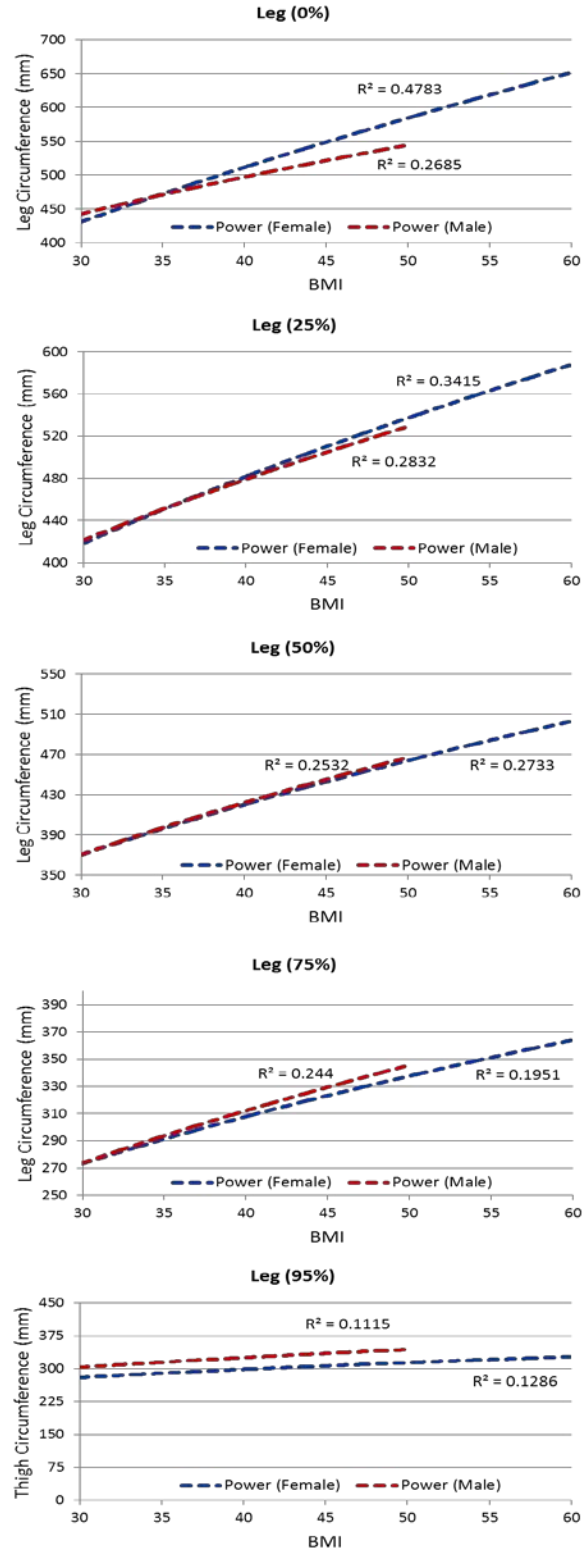 Leg (0%)
700
650
600
550
500
450
400
Leg Circumference (mm)
R² = 0.4783
R² = 0.2685
Power (Female) Power (Male)
30 35 40 45 50 55 60
BMI
Leg (25%)
600
560
520
480
440
400
Leg Circumference (mm)
R² = 0.3415
R² = 0.2832
Power (Female) Power (Male)
30 35 40 45 50 55 60
BMI
Leg (50%)
550
510
470
430
390
350
Leg Circumference (mm)
R² = 0.2532 R² = 0.2733
Power (Female) Power (Male)
30 35 40 45 50 55 60
BMI
Leg (75%)
390
370
350
330
310
290
270
250
Leg Circumference (mm)
R² = 0.244 R² = 0.1951
Power (Female) Power (Male)
30 35 40 45 50 55 60
BMI
Leg (95%)
450
375
300
225
150
75
0
Thigh Circumference (mm)
R² = 0.1115
R² = 0.1286
Power (Female) Power (Male)
30 35 40 45 50 55 60
BMI